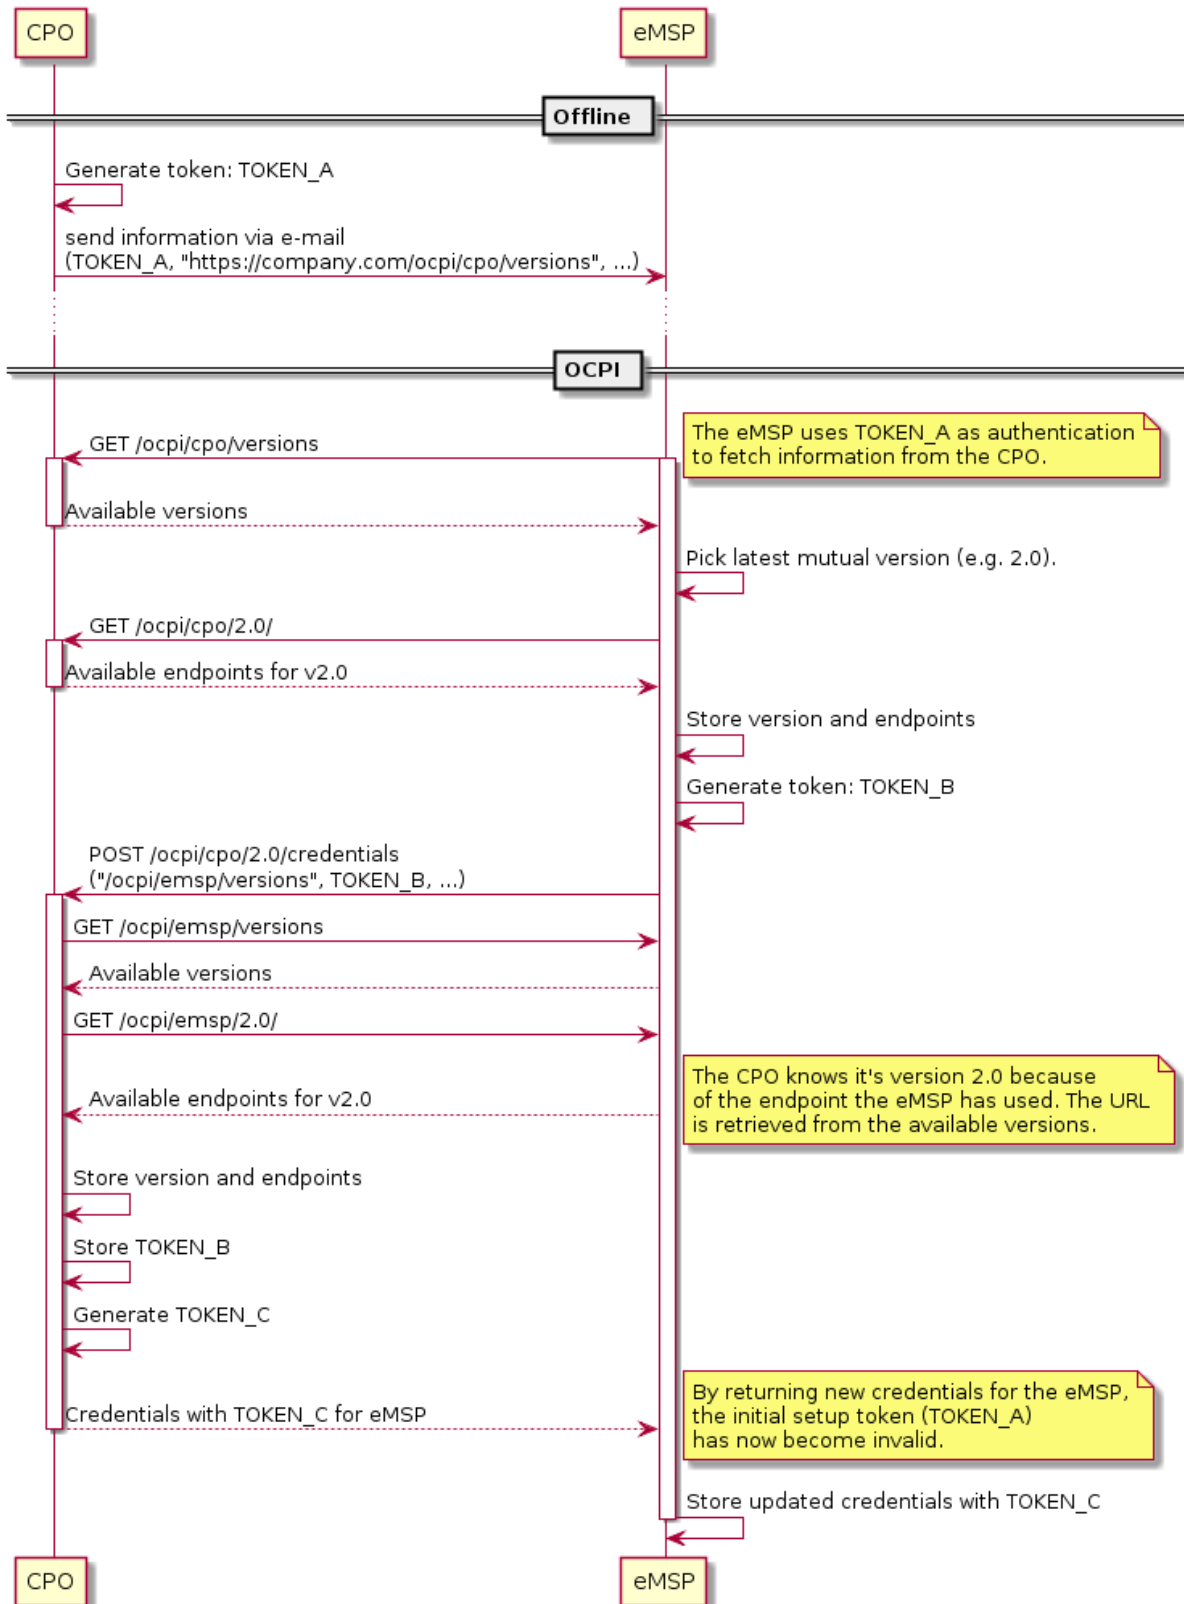 CPO
eMSP
Offline
Generate token: TOKEN_A
send information via e-mail
(TOKEN_A, "https://company.com/ocpi/cpo/versions", ...)
OCPI
GET /ocpi/cpo/versions
The eMSP uses TOKEN_A as authentication
to fetch information from the CPO.
Available versions
Pick latest mutual version (e.g. 2.0).
GET /ocpi/cpo/2.0/
Available endpoints for v2.0
Store version and endpoints
Generate token: TOKEN_B
POST /ocpi/cpo/2.0/credentials
("/ocpi/emsp/versions", TOKEN_B, ...)
GET /ocpi/emsp/versions
Available versions
GET /ocpi/emsp/2.0/
The CPO knows it's version 2.0 because
of the endpoint the eMSP has used. The URL
is retrieved from the available versions.
Available endpoints for v2.0
Store version and endpoints
Store TOKEN_B
Generate TOKEN_C
By returning new credentials for the eMSP,
the initial setup token (TOKEN_A)
has now become invalid.
Credentials with TOKEN_C for eMSP
Store updated credentials with TOKEN_C
CPO
eMSP